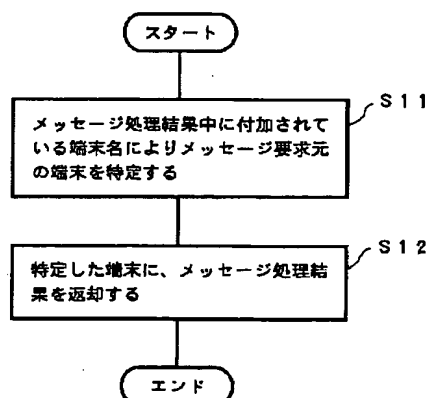 スタート
S11
メッセージ処理結果中に付加されて
いる端末名によりメッセージ要求元
の端末を特定する
S12
特定した端末に、メッセージ処理結
果を返却する
エンド